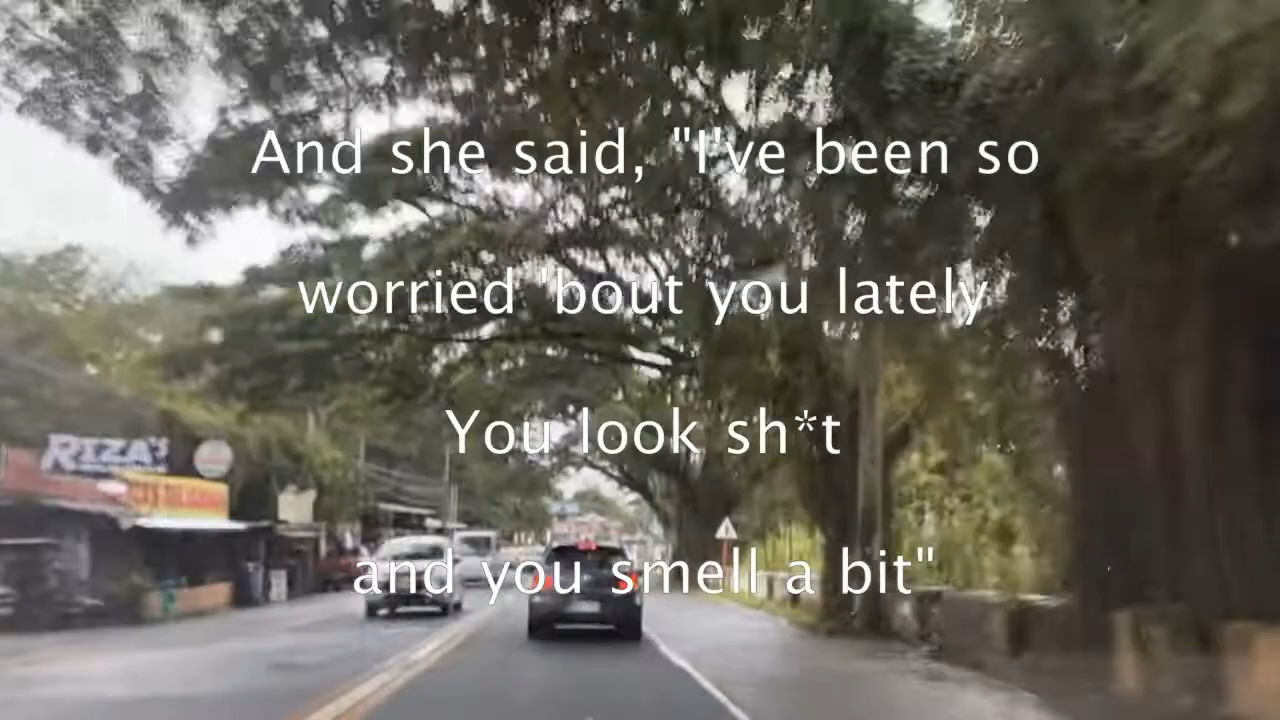 And she said, "I've been so
worried 'bout you lately
You look sh*t
and you smell a bit"
RIZA's